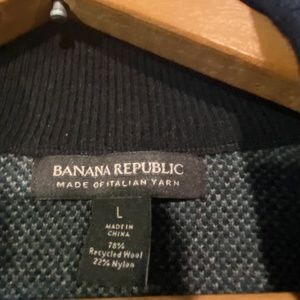 BANANA REPUBLIC
MADE OF ITALIAN YARN
L
MADE IN
CHINA
78%
Recycled Wool
22% Nylon